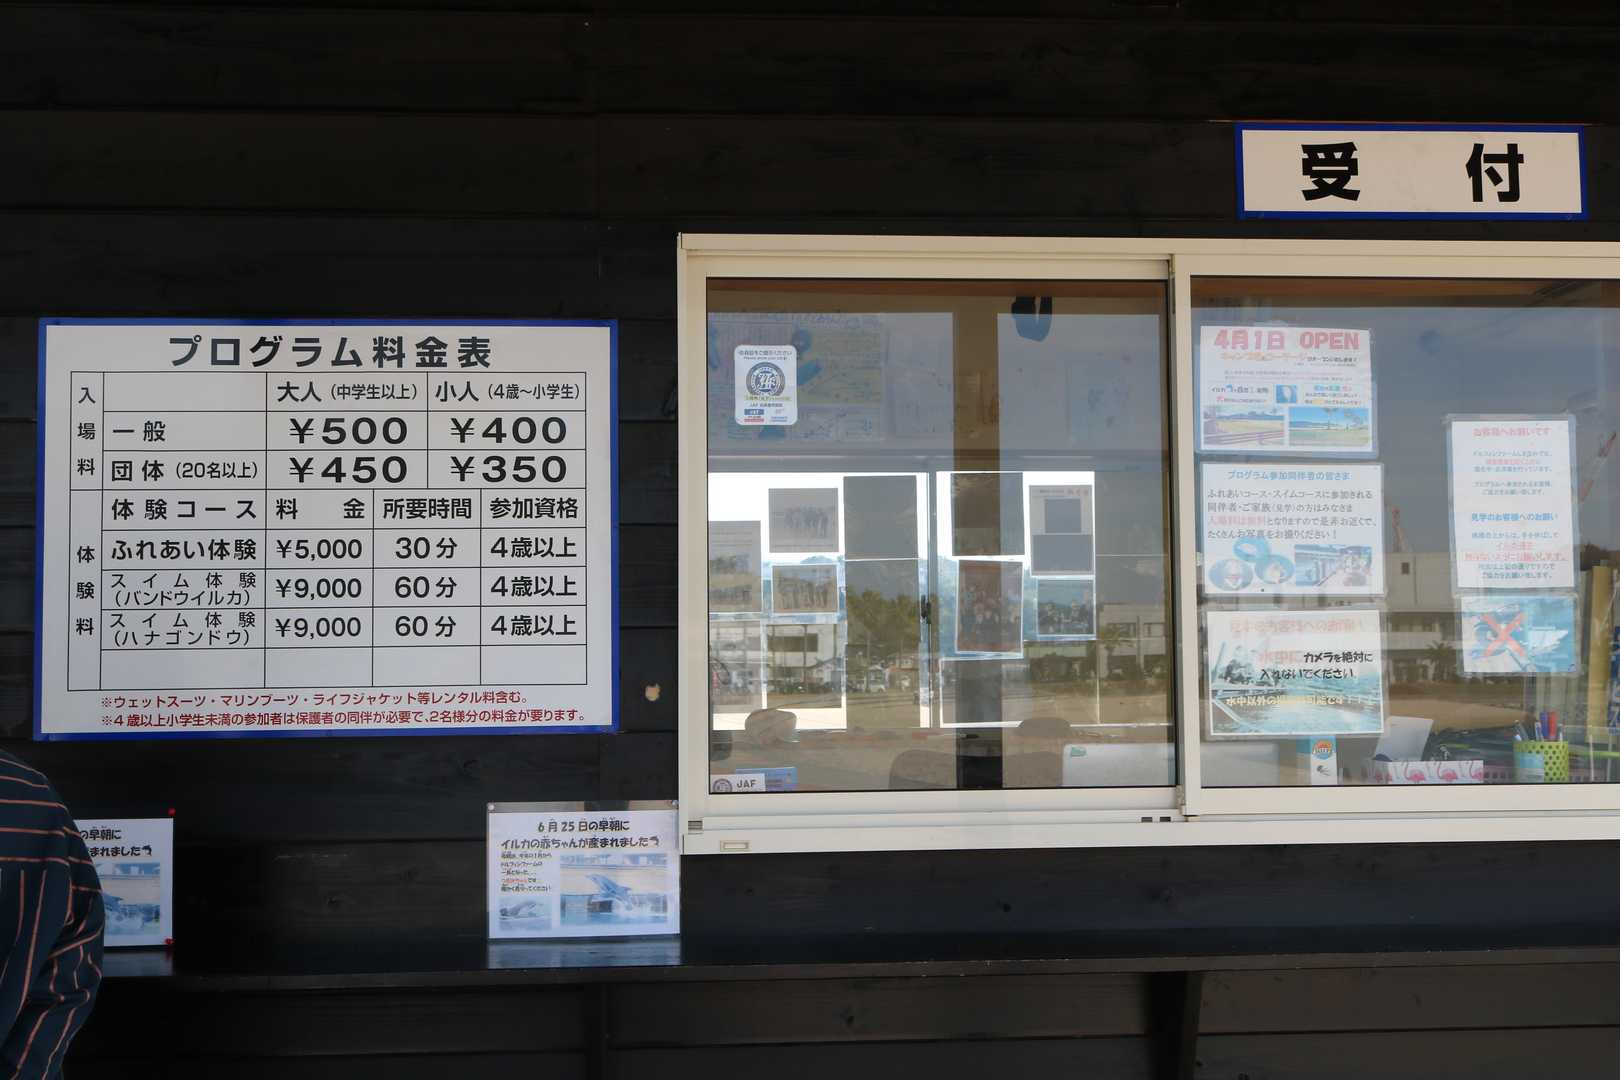 受付
プログラム料金表
入場料
大人（中学生以上） 小人（4歳～小学生）
一般 ￥500 ￥400
団体（20名以上） ￥450 ￥350
体験料
体験コース 料金 所要時間 参加資格
ふれあい体験 ￥5,000 30分 4歳以上
スイム体験（バンドウイルカ） ￥9,000 60分 4歳以上
スイム体験（ハナゴンドウ） ￥9,000 60分 4歳以上
※ウェットスーツ・マリンブーツ・ライフジャケット等レンタル料含む。
※4歳以上小学生未満の参加者は保護者の同伴が必要で、2名様分の料金が要ります。
の早朝に
まれました
6月25日の早朝に
イルカの赤ちゃんが産まれました
JAF
JAF
4月1日 OPEN
プログラム参加同伴者の皆さま
ふれあいコース・スイムコースに参加される
同伴者・ご家族（見学）の方はみなさま
入場料は無料となりますので是非お近くで、
たくさんお写真をお撮りください！
水中にカメラを絶対に
入れないでください
お客様へお願いです
見学のお客様へのお願い